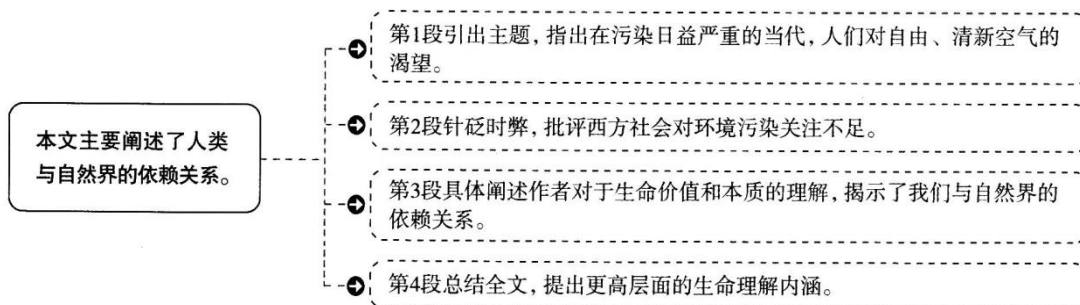 本文主要阐述了人类
与自然界的依赖关系。
第1段引出主题，指出在污染日益严重的当代，人们对自由、清新空气的
渴望。
第2段针砭时弊，批评西方社会对环境污染关注不足。
第3段具体阐述作者对于生命价值和本质的理解，揭示了我们与自然界的
依赖关系。
第4段总结全文，提出更高层面的生命理解内涵。